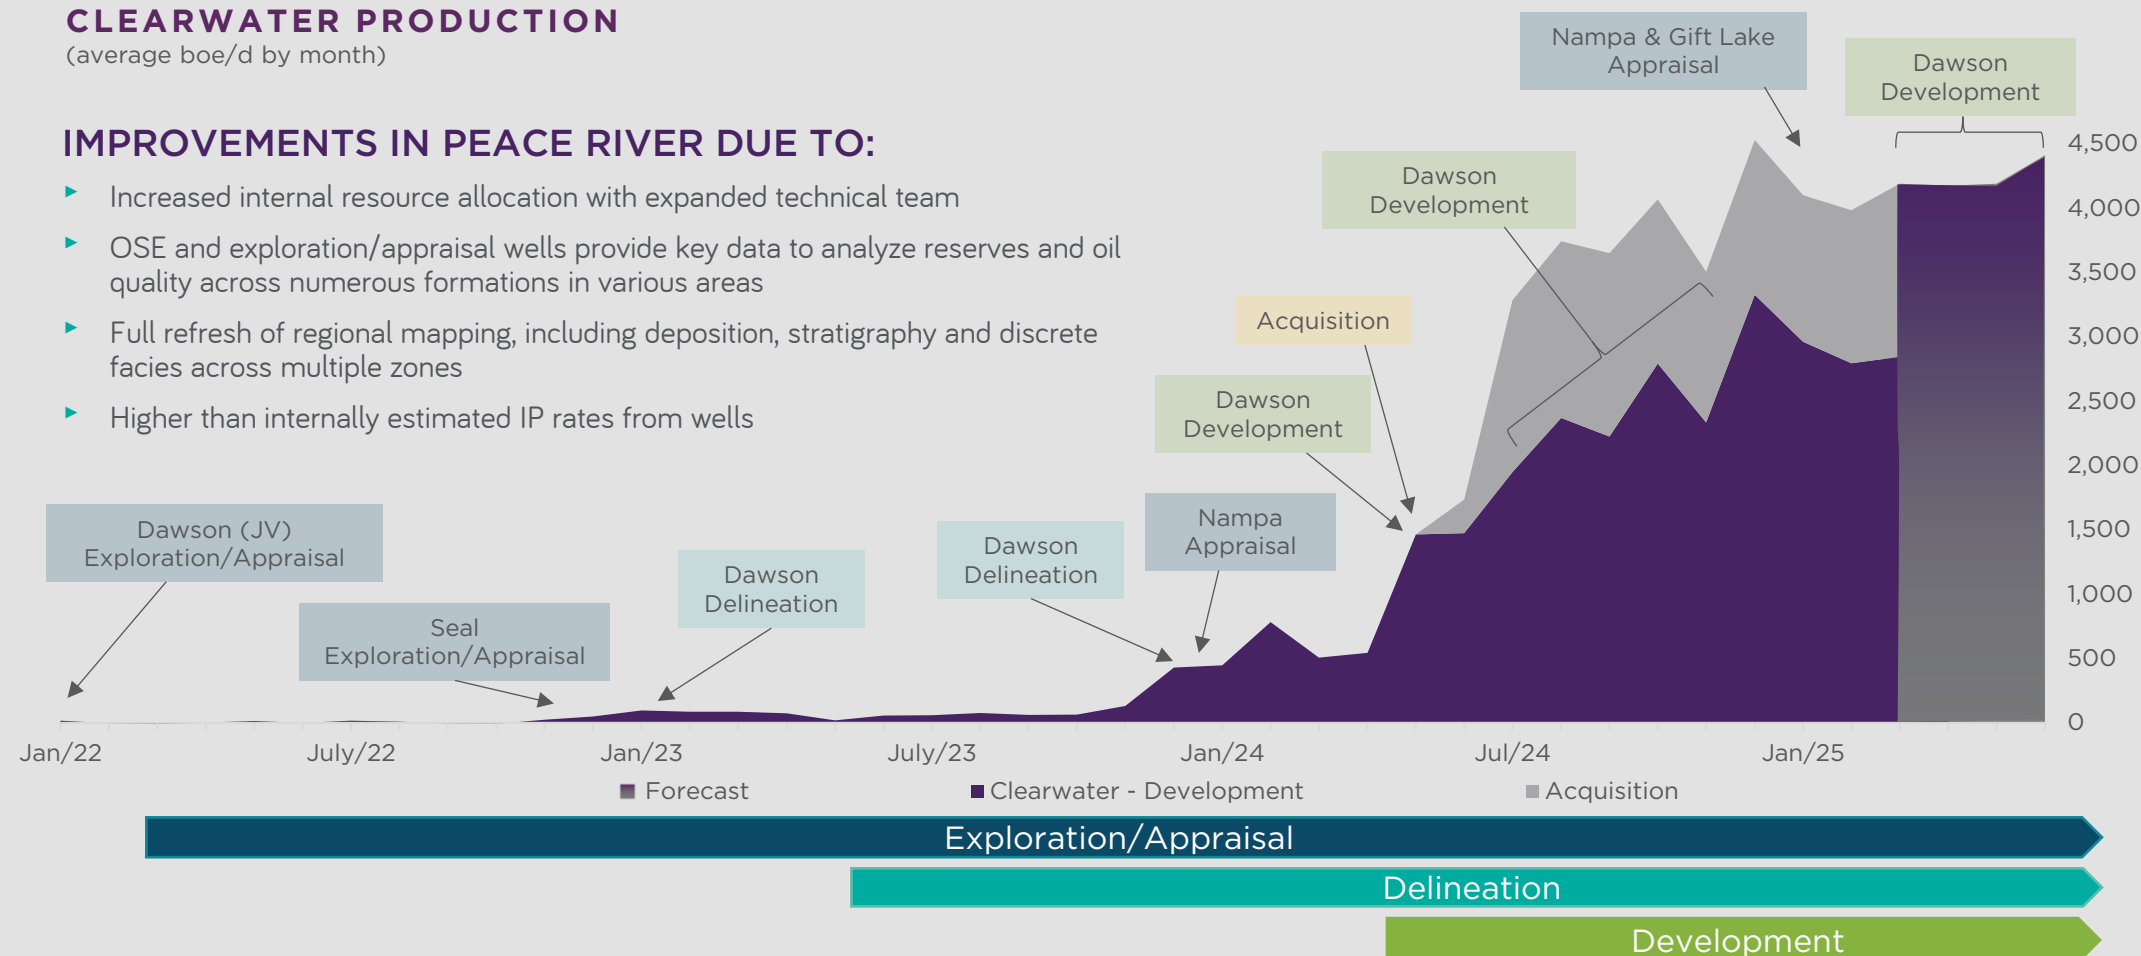 CLEARWATER PRODUCTION
(average boe/d by month)
IMPROVEMENTS IN PEACE RIVER DUE TO:
Increased internal resource allocation with expanded technical team
OSE and exploration/appraisal wells provide key data to analyze reserves and oil
quality across numerous formations in various areas
Full refresh of regional mapping, including deposition, stratigraphy and discrete
facies across multiple zones
Higher than internally estimated IP rates from wells
Dawson (JV)
Exploration/Appraisal
Seal
Exploration/Appraisal
Dawson
Delineation
Dawson
Delineation
Nampa
Appraisal
Dawson
Development
Acquisition
Dawson
Development
Nampa & Gift Lake
Appraisal
Dawson
Development
4,500
4,000
3,500
3,000
2,500
2,000
1,500
1,000
500
0
Jan/22
July/22
Jan/23
July/23
Jan/24
Jul/24
Jan/25
Forecast
Clearwater - Development
Acquisition
Exploration/Appraisal
Delineation
Development